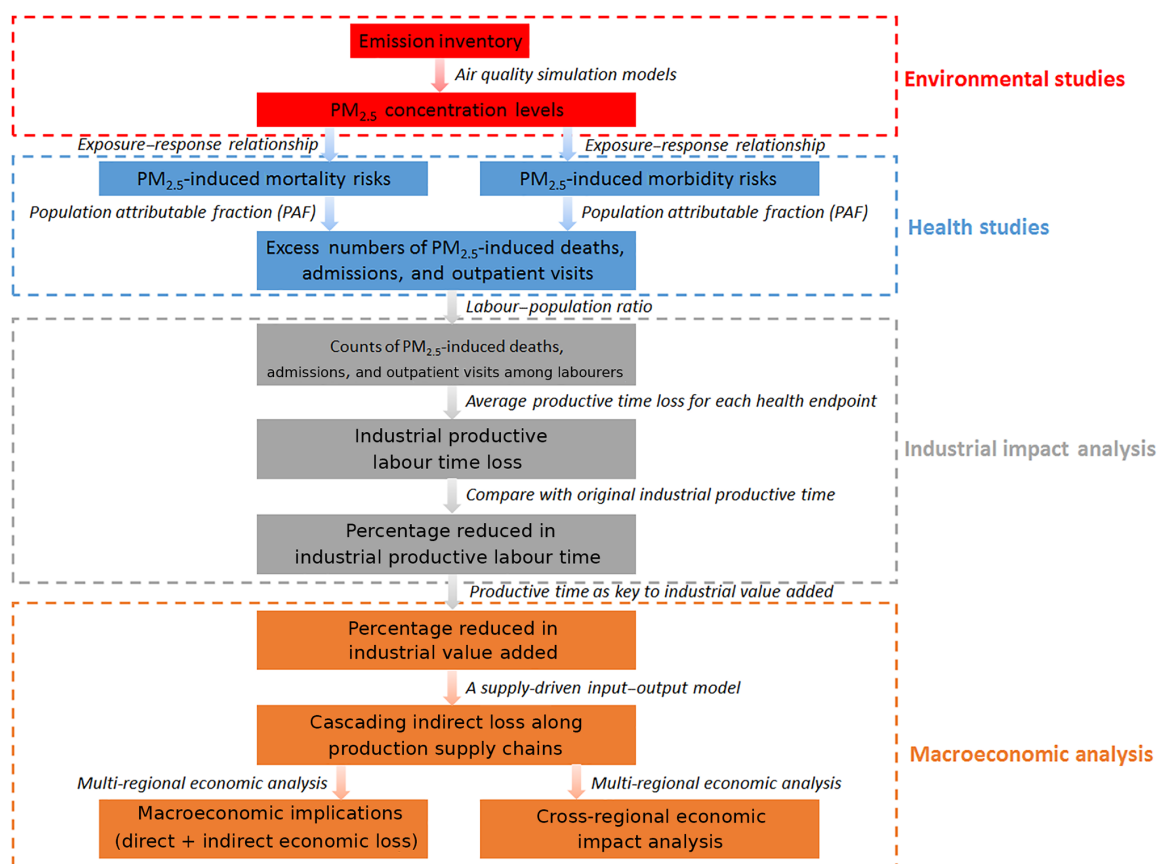 Emission inventory
Air quality simulation models
Environmental studies
PM2.5 concentration levels
Exposure–response relationship
Exposure–response relationship
PM2.5-induced mortality risks
PM2.5-induced morbidity risks
Population attributable fraction (PAF)
Population attributable fraction (PAF)
Health studies
Excess numbers of PM2.5-induced deaths,
admissions, and outpatient visits
Labour–population ratio
Counts of PM2.5-induced deaths,
admissions, and outpatient visits among labourers
Average productive time loss for each health endpoint
Industrial productive
labour time loss
Industrial impact analysis
Compare with original industrial productive time
Percentage reduced in
industrial productive labour time
Productive time as key to industrial value added
Percentage reduced in
industrial value added
A supply-driven input–output model
Cascading indirect loss along
production supply chains
Macroeconomic analysis
Multi-regional economic analysis
Multi-regional economic analysis
Macroeconomic implications
(direct + indirect economic loss)
Cross-regional economic
impact analysis